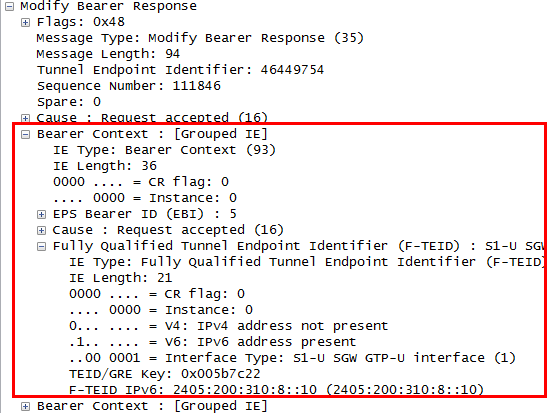 Modify Bearer Response
Flags: 0x48
Message Type: Modify Bearer Response (35)
Message Length: 94
Tunnel Endpoint Identifier: 46449754
Sequence Number: 111846
Spare: 0
Cause : Request accepted (16)
Bearer Context : [Grouped IE]
IE Type: Bearer Context (93)
IE Length: 36
0000 .... = CR flag: 0
.... 0000 = Instance: 0
EPS Bearer ID (EBI) : 5
Cause : Request accepted (16)
Fully Qualified Tunnel Endpoint Identifier (F-TEID) : S1-U SGW
IE Type: Fully Qualified Tunnel Endpoint Identifier (F-TEID)
IE Length: 21
0000 .... = CR flag: 0
.... 0000 = Instance: 0
0... .... = V4: IPv4 address not present
.1.. .... = V6: IPv6 address present
..00 0001 = Interface Type: S1-U SGW GTP-U interface (1)
TEID/GRE Key: 0x005b7c22
F-TEID IPv6: 2405:200:310:8::10 (2405:200:310:8::10)
Bearer Context : [Grouped IE]